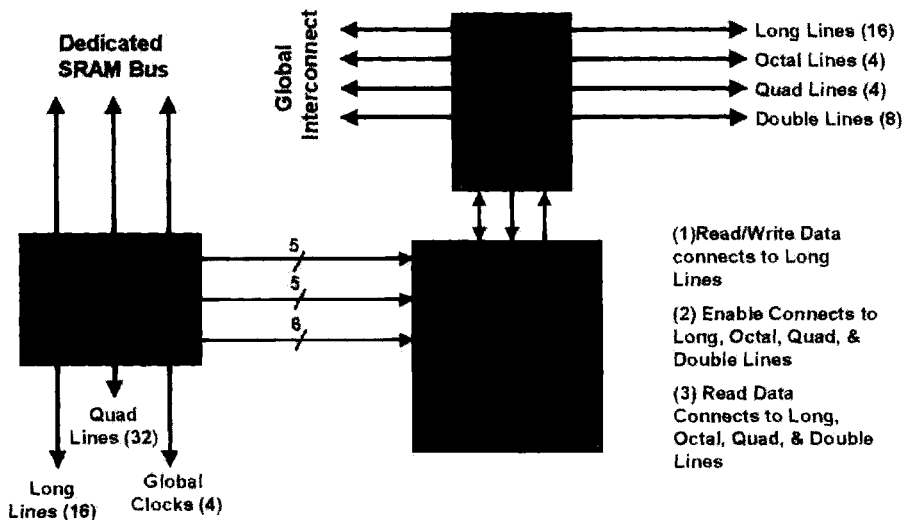 Dedicated
SRAM Bus
Global
Interconnect
Long Lines (16)
Octal Lines (4)
Quad Lines (4)
Double Lines (8)
5
5
6
(1)Read/Write Data
connects to Long
Lines
(2) Enable Connects to
Long, Octal, Quad, &
Double Lines
(3) Read Data
Connects to Long,
Octal, Quad, & Double
Lines
Quad
Lines (32)
Long
Lines (16)
Global
Clocks (4)